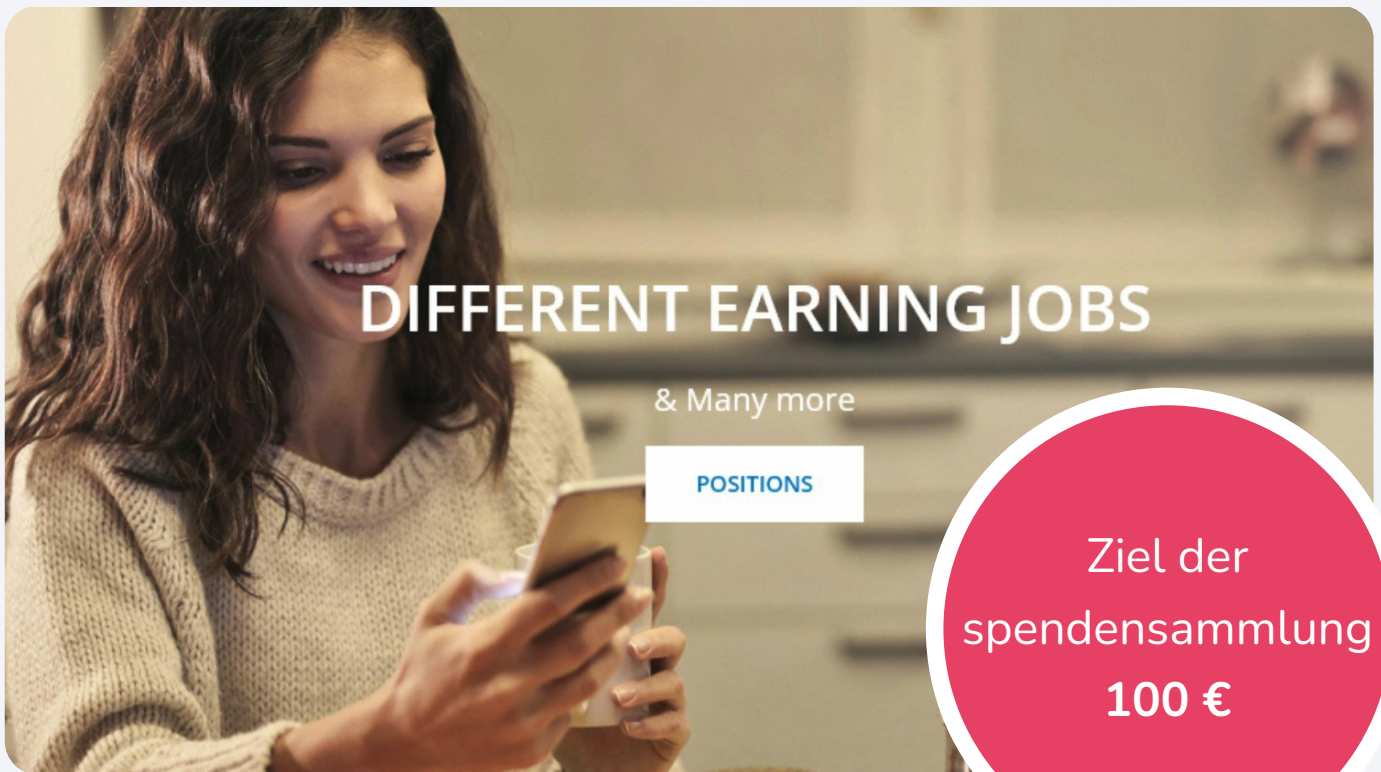 DIFFERENT EARNING JOBS
& Many more
POSITIONS
Ziel der
spendensammlung
100 €